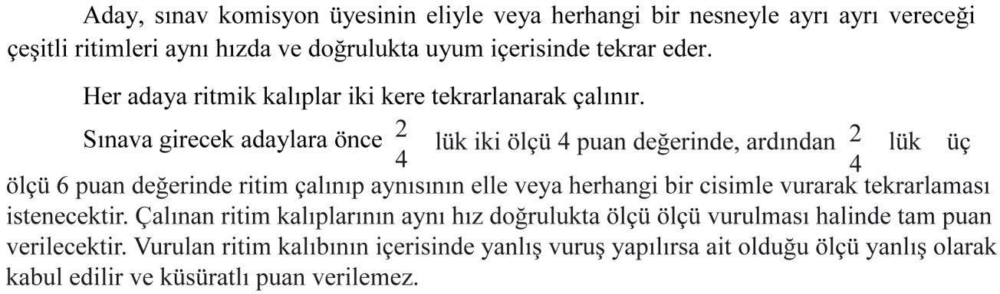 Aday, sınav komisyon üyesinin eliyle veya herhangi bir nesneyle ayrı ayrı vereceği
çeşitli ritimleri aynı hızda ve doğrulukta uyum içerisinde tekrar eder.
Her adaya ritmik kalıplar iki kere tekrarlanarak çalınır.
Sınava girecek adaylara önce 2/4 lük iki ölçü 4 puan değerinde, ardından 2/4 lük üç
ölçü 6 puan değerinde ritim çalınıp aynısının elle veya herhangi bir cisimle vurarak tekrarlaması
istenecektir. Çalınan ritim kalıplarının aynı hız doğrulukta ölçü ölçü vurulması halinde tam puan
verilecektir. Vurulan ritim kalıbının içerisinde yanlış vuruş yapılırsa ait olduğu ölçü yanlış olarak
kabul edilir ve küsüratlı puan verilemez.